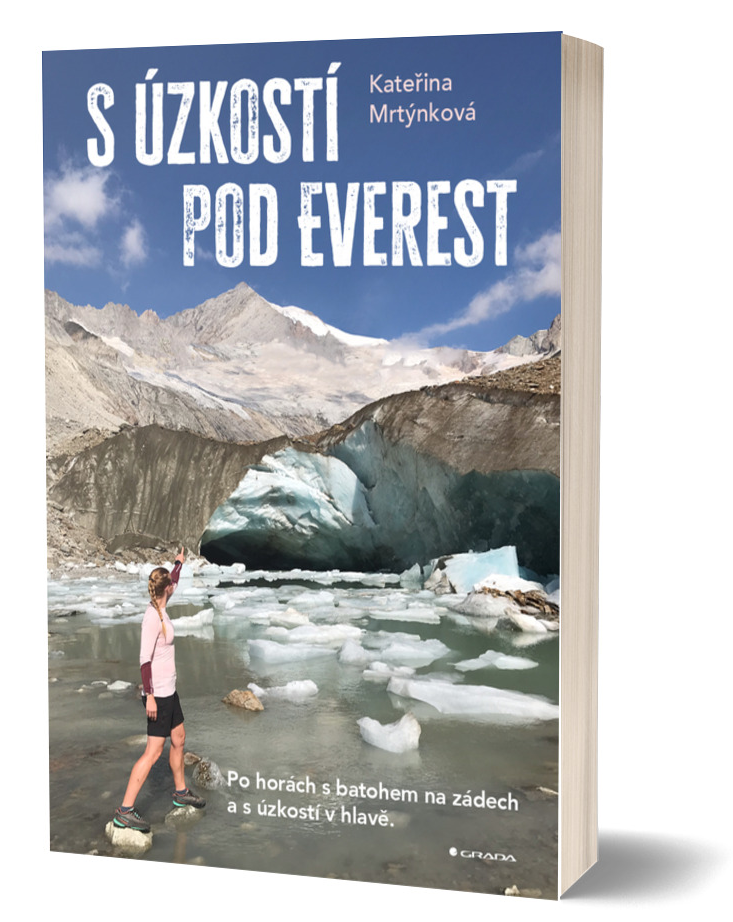 S ÚZKOSTÍ
POD EVEREST
Kateřina
Mrtýnková
Po horách s batohem na zádech
a s úzkostí v hlavě.
GRADA